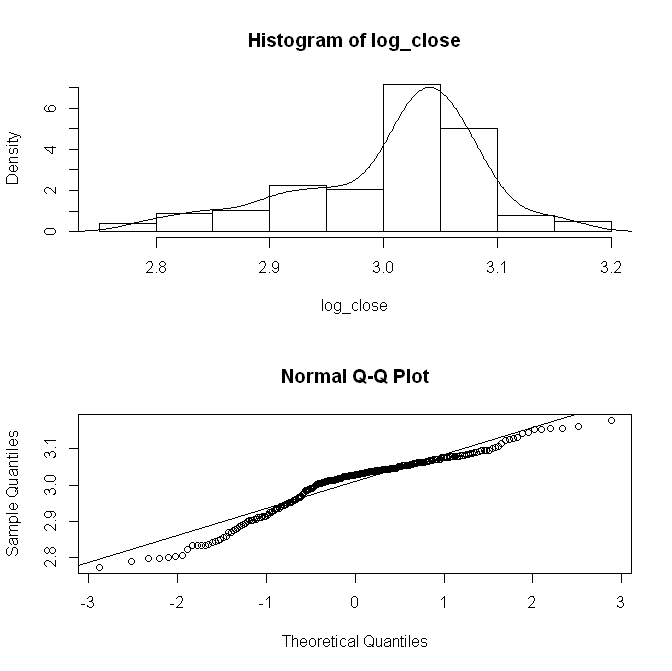 Histogram of log_close
Density
0 2 4 6
2.8 2.9 3.0 3.1 3.2
log_close
Normal Q-Q Plot
Sample Quantiles
2.8 2.9 3.0 3.1
-3 -2 -1 0 1 2 3
Theoretical Quantiles